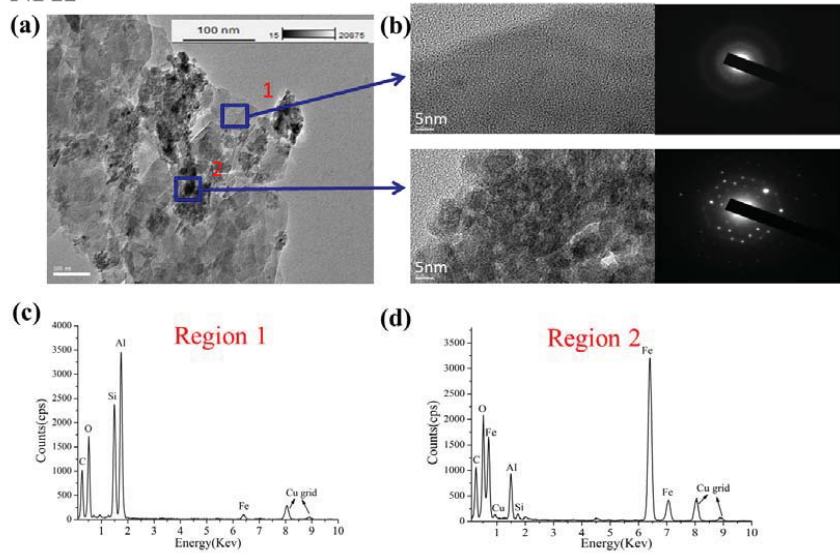 (a)
100 nm 15 20875
1
2
(b)
5nm
5nm
(c)
Region 1
4000
3500
3000
2500
2000
1500
1000
500
0
Counts(cps)
C
O
Si
Al
Fe
Cu grid
0 1 2 3 4 5 6 7 8 9 10
Energy(Kev)
(d)
Region 2
3500
3000
2500
2000
1500
1000
500
0
Counts(cps)
C
O
Fe
Cu
Al
Si
Fe
Fe
Cu grid
0 1 2 3 4 5 6 7 8 9 10
Energy(Kev)